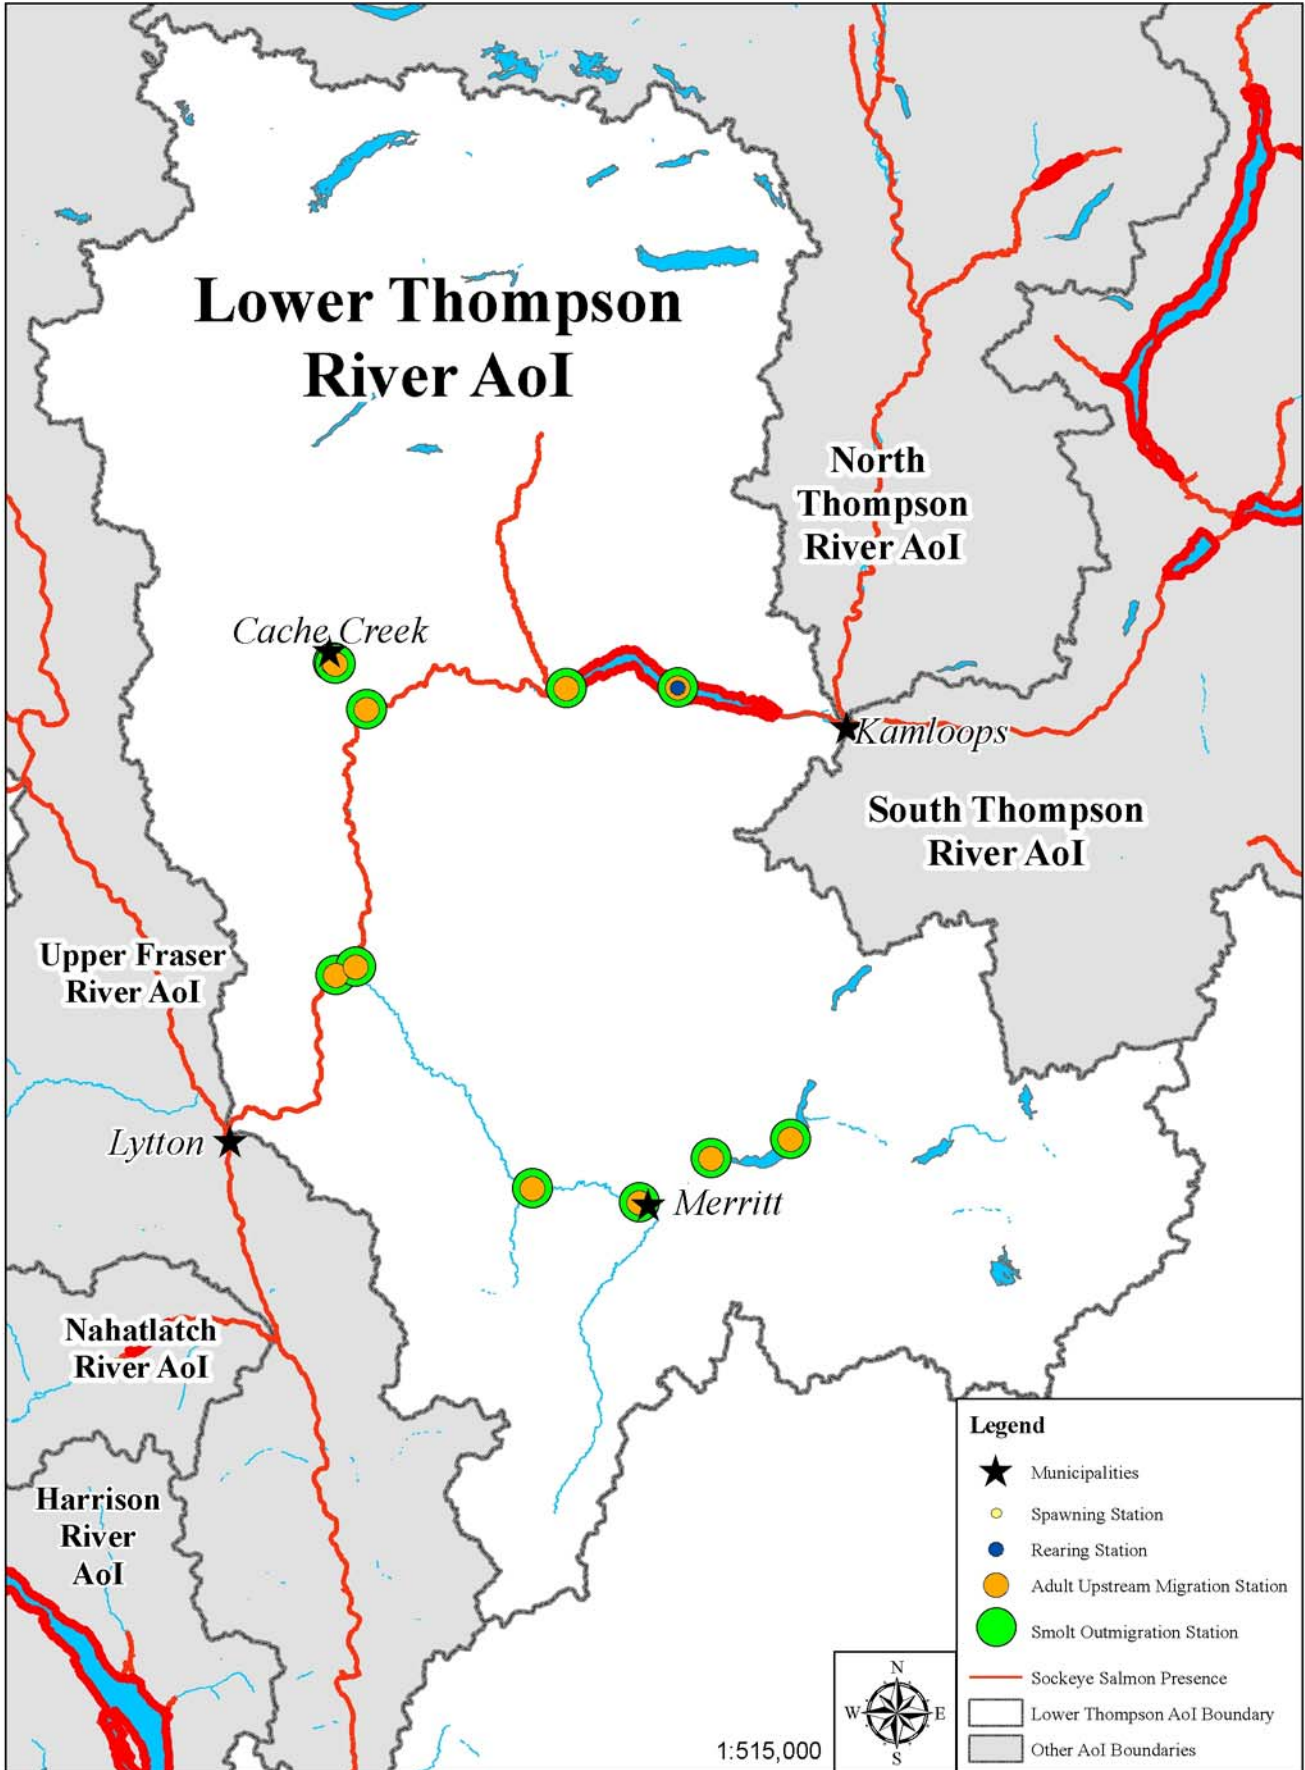 Lower Thompson
River AoI
North
Thompson
River AoI
Cache Creek
Kamloops
South Thompson
River AoI
Upper Fraser
River AoI
Lytton
Merritt
Nahatlatch
River AoI
Harrison
River
AoI
Legend
Municipalities
Spawning Station
Rearing Station
Adult Upstream Migration Station
Smolt Outmigration Station
Sockeye Salmon Presence
Lower Thompson AoI Boundary
Other AoI Boundaries
N
W E
S
1:515,000